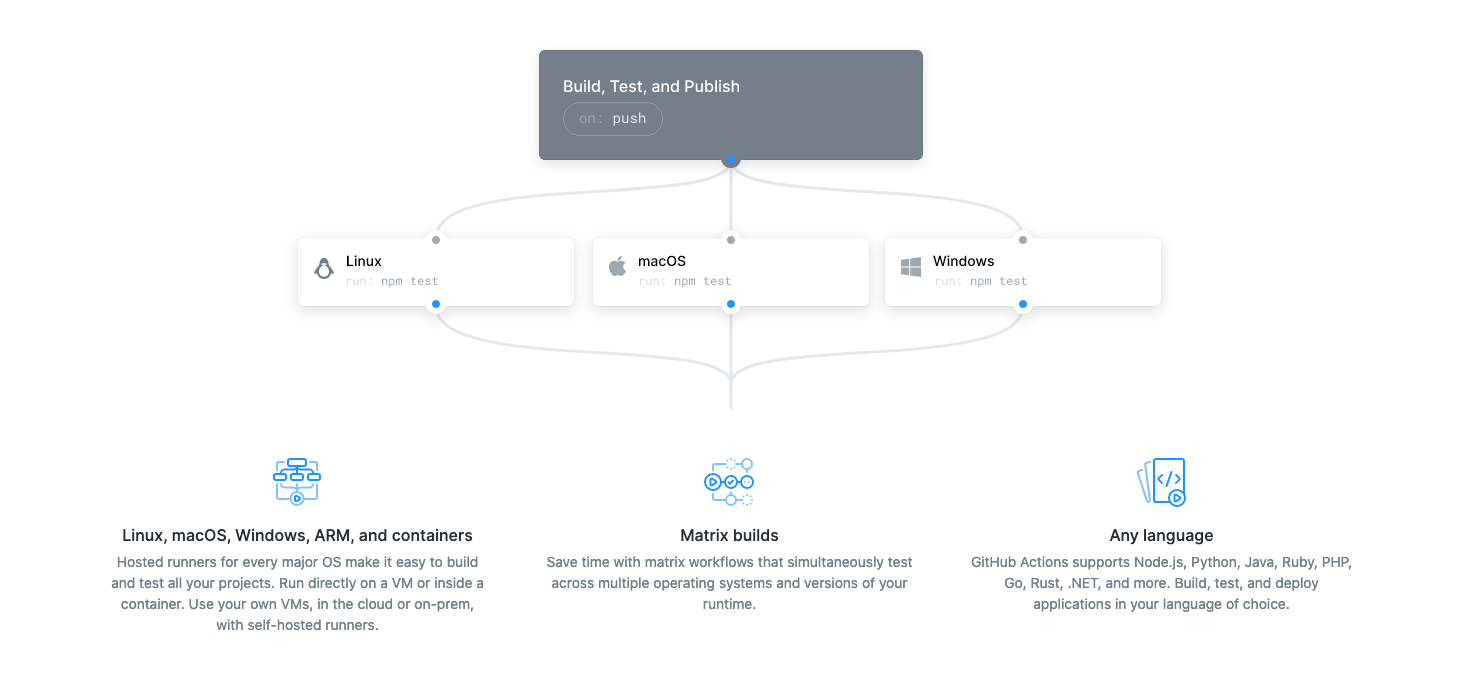 Build, Test, and Publish
on: push
Linux
run: npm test
macOS
run: npm test
Windows
run: npm test
Linux, macOS, Windows, ARM, and containers
Hosted runners for every major OS make it easy to build
and test all your projects. Run directly on a VM or inside a
container. Use your own VMs, in the cloud or on-prem,
with self-hosted runners.
Matrix builds
Save time with matrix workflows that simultaneously test
across multiple operating systems and versions of your
runtime.
Any language
GitHub Actions supports Node.js, Python, Java, Ruby, PHP,
Go, Rust, .NET, and more. Build, test, and deploy
applications in your language of choice.